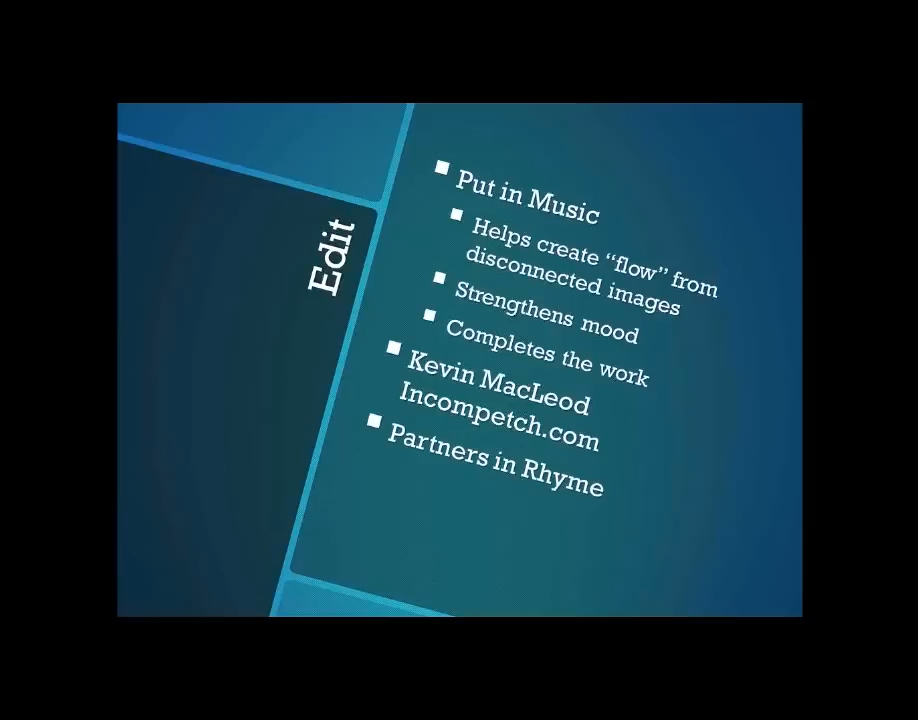 Edit
Put in Music
Helps create “flow” from
disconnected images
Strengthens mood
Completes the work
Kevin MacLeod
Incompetch.com
Partners in Rhyme